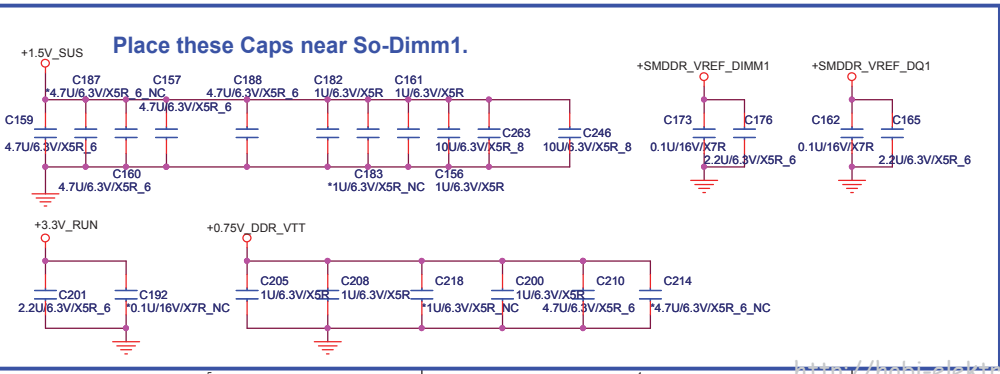 Place these Caps near So-Dimm1.
+1.5V_SUS
+SMDDR_VREF_DIMM1
+SMDDR_VREF_DQ1
C187
C157
C188
C182
C161
*4.7U/6.3V/X5R_6_NC
4.7U/6.3V/X5R_6
1U/6.3V/X5R
1U/6.3V/X5R
4.7U/6.3V/X5R_6
C159
C173
C176
C162
C165
C263
C246
4.7U/6.3V/X5R_6
10U/6.3V/X5R_8
10U/6.3V/X5R_8
0.1U/16V/X7R
0.1U/16V/X7R
2.2U/6.3V/X5R_6
2.2U/6.3V/X5R_6
C160
C183
C156
4.7U/6.3V/X5R_6
*1U/6.3V/X5R_NC
1U/6.3V/X5R
+3.3V_RUN
+0.75V_DDR_VTT
C205
C208
C218
C200
C210
C214
C201
C192
1U/6.3V/X5R
1U/6.3V/X5R
1U/6.3V/X5R
2.2U/6.3V/X5R_6
*0.1U/16V/X7R_NC
*1U/6.3V/X5R_NC
4.7U/6.3V/X5R_6
*4.7U/6.3V/X5R_6_NC